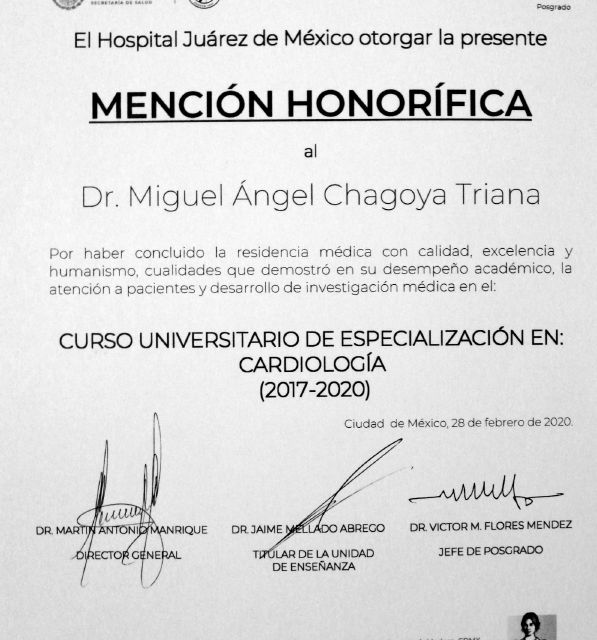 SECRETARÍA DE SALUD
Posgrado
El Hospital Juárez de México otorgar la presente
MENCIÓN HONORÍFICA
al
Dr. Miguel Ángel Chagoya Triana
Por haber concluido la residencia médica con calidad, excelencia y
humanismo, cualidades que demostró en su desempeño académico, la
atención a pacientes y desarrollo de investigación médica en el:
CURSO UNIVERSITARIO DE ESPECIALIZACIÓN EN:
CARDIOLOGÍA
(2017-2020)
Ciudad de México, 28 de febrero de 2020.
DR. MARTIN ANTONIO MANRIQUE
DIRECTOR GENERAL
DR. JAIME MELLADO ABREGO
TITULAR DE LA UNIDAD
DE ENSEÑANZA
DR. VICTOR M. FLORES MENDEZ
JEFE DE POSGRADO